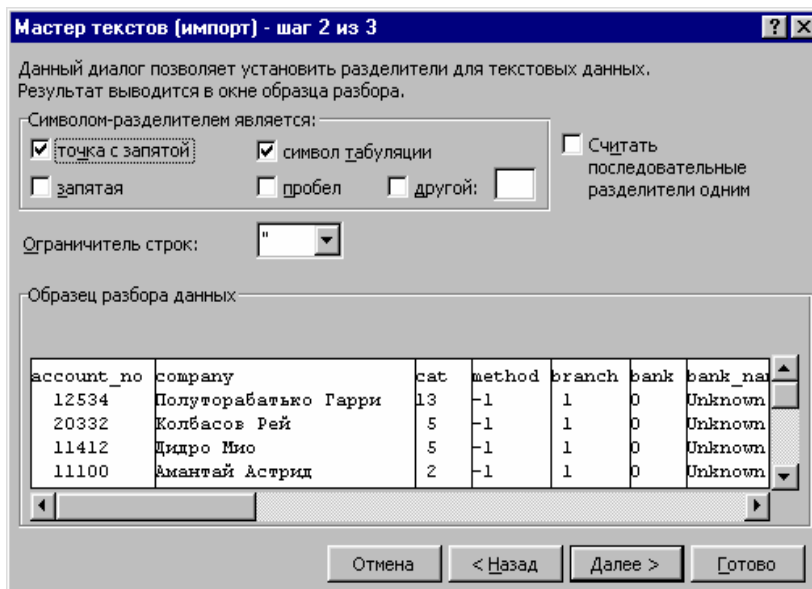 Мастер текстов (импорт) - шаг 2 из 3
Данный диалог позволяет установить разделители для текстовых данных.
Результат выводится в окне образца разбора.
Символом-разделителем является:
точка с запятой
символ табуляции
запятая
пробел
другой:
Считать
последовательные
разделители одним
Ограничитель строк:
"
Образец разбора данных
account_no company cat method branch bank bank_nam
12534 Полуторабатько Гарри 13 -1 1 0 Unknown
20332 Колбасов Рей 5 -1 1 0 Unknown
11412 Дидро Мио 5 -1 1 0 Unknown
11100 Амантай Астрид 2 -1 1 0 Unknown
Отмена
< Назад
Далее >
Готово